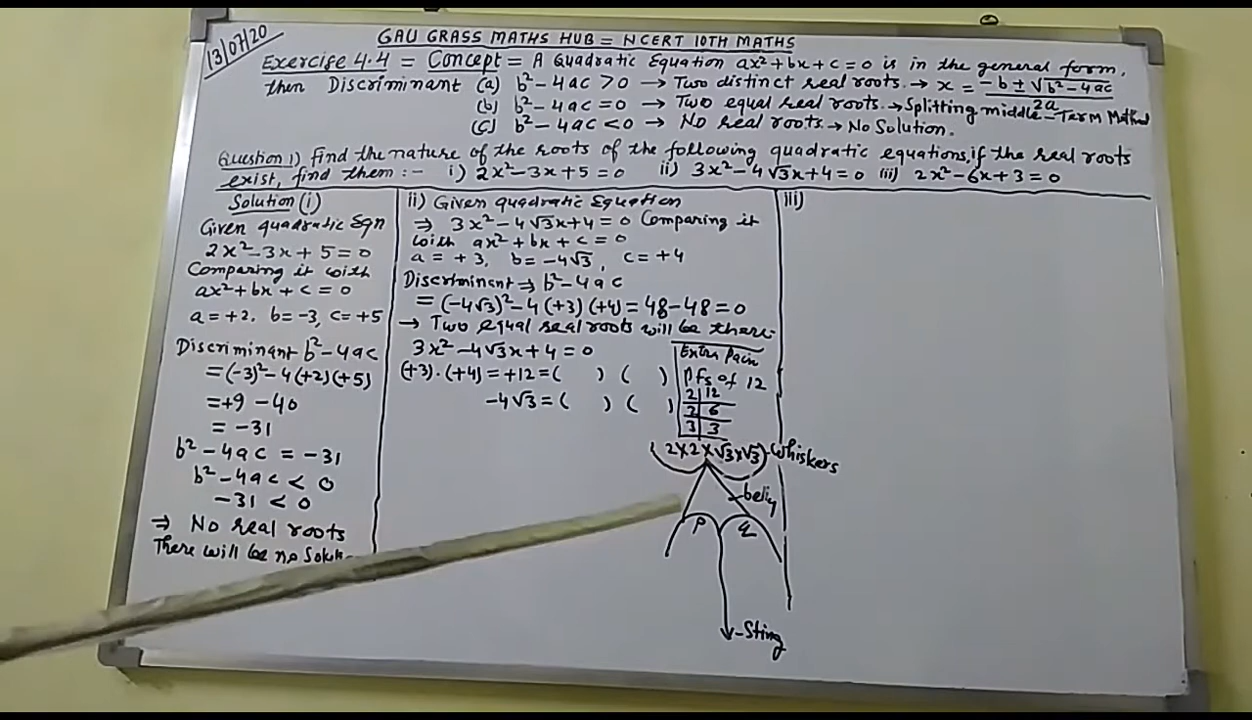 13/07/20
GAU GRASS MATHS HUB = NCERT 10TH MATHS
Exercise 4.4 = Concept = A Quadratic Equation ax²+bx+c=0 is in the general form,
then Discriminant (a) b²-4ac>0 → Two distinct real roots. → x = -b±√b²-4ac / 2a
(b) b²-4ac=0 → Two equal real roots. → Splitting middle-Term Method
(c) b²-4ac<0 → No real roots. → No Solution.
Question 1) find the nature of the roots of the following quadratic equations, if the real roots
exist, find them :- i) 2x²-3x+5=0 ii) 3x²-4√3x+4=0 iii) 2x²-6x+3=0
Solution (i)
Given quadratic Eqn
2x²-3x+5=0
Comparing it with
ax²+bx+c=0
a=+2, b=-3, c=+5
Discriminant b²-4ac
=(-3)²-4(+2)(+5)
=+9-40
=-31
b²-4ac=-31
b²-4ac<0
-31<0
⇒ No real roots
There will be no
ii) Given quadratic Equation
⇒ 3x²-4√3x+4=0 Comparing it
with ax²+bx+c=0
a=+3, b=-4√3, c=+4
Discriminant ⇒ b²-4ac
=(-4√3)²-4(+3)(+4)=48-48=0
→ Two equal real roots will be there.
3x²-4√3x+4=0
(+3).(+4)=+12=( ) ( )
-4√3=( ) ( )
Extra Pain
Pfs of 12
2|12
2|6
3|3
2×2×√3×√3 -Whiskers
-belly
P q
-Sting
iii)